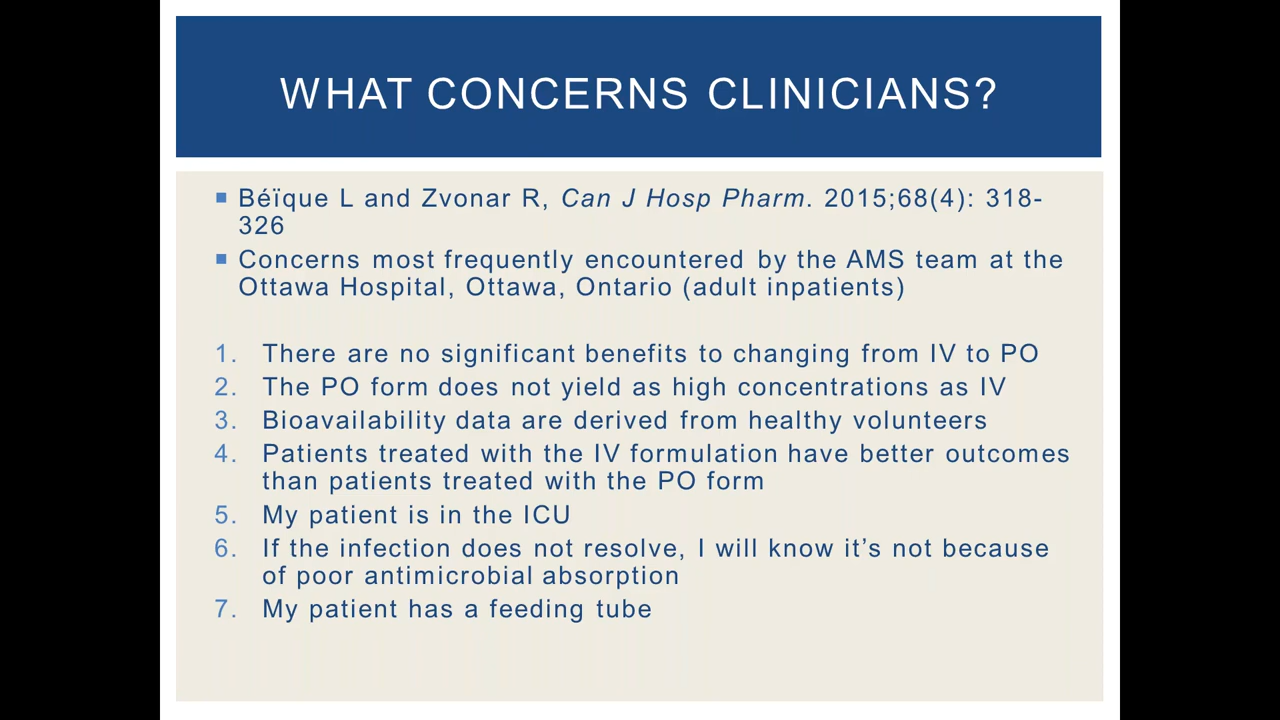 WHAT CONCERNS CLINICIANS?
▪ Béïque L and Zvonar R, Can J Hosp Pharm. 2015;68(4): 318-
326
▪ Concerns most frequently encountered by the AMS team at the
Ottawa Hospital, Ottawa, Ontario (adult inpatients)
1. There are no significant benefits to changing from IV to PO
2. The PO form does not yield as high concentrations as IV
3. Bioavailability data are derived from healthy volunteers
4. Patients treated with the IV formulation have better outcomes
than patients treated with the PO form
5. My patient is in the ICU
6. If the infection does not resolve, I will know it’s not because
of poor antimicrobial absorption
7. My patient has a feeding tube